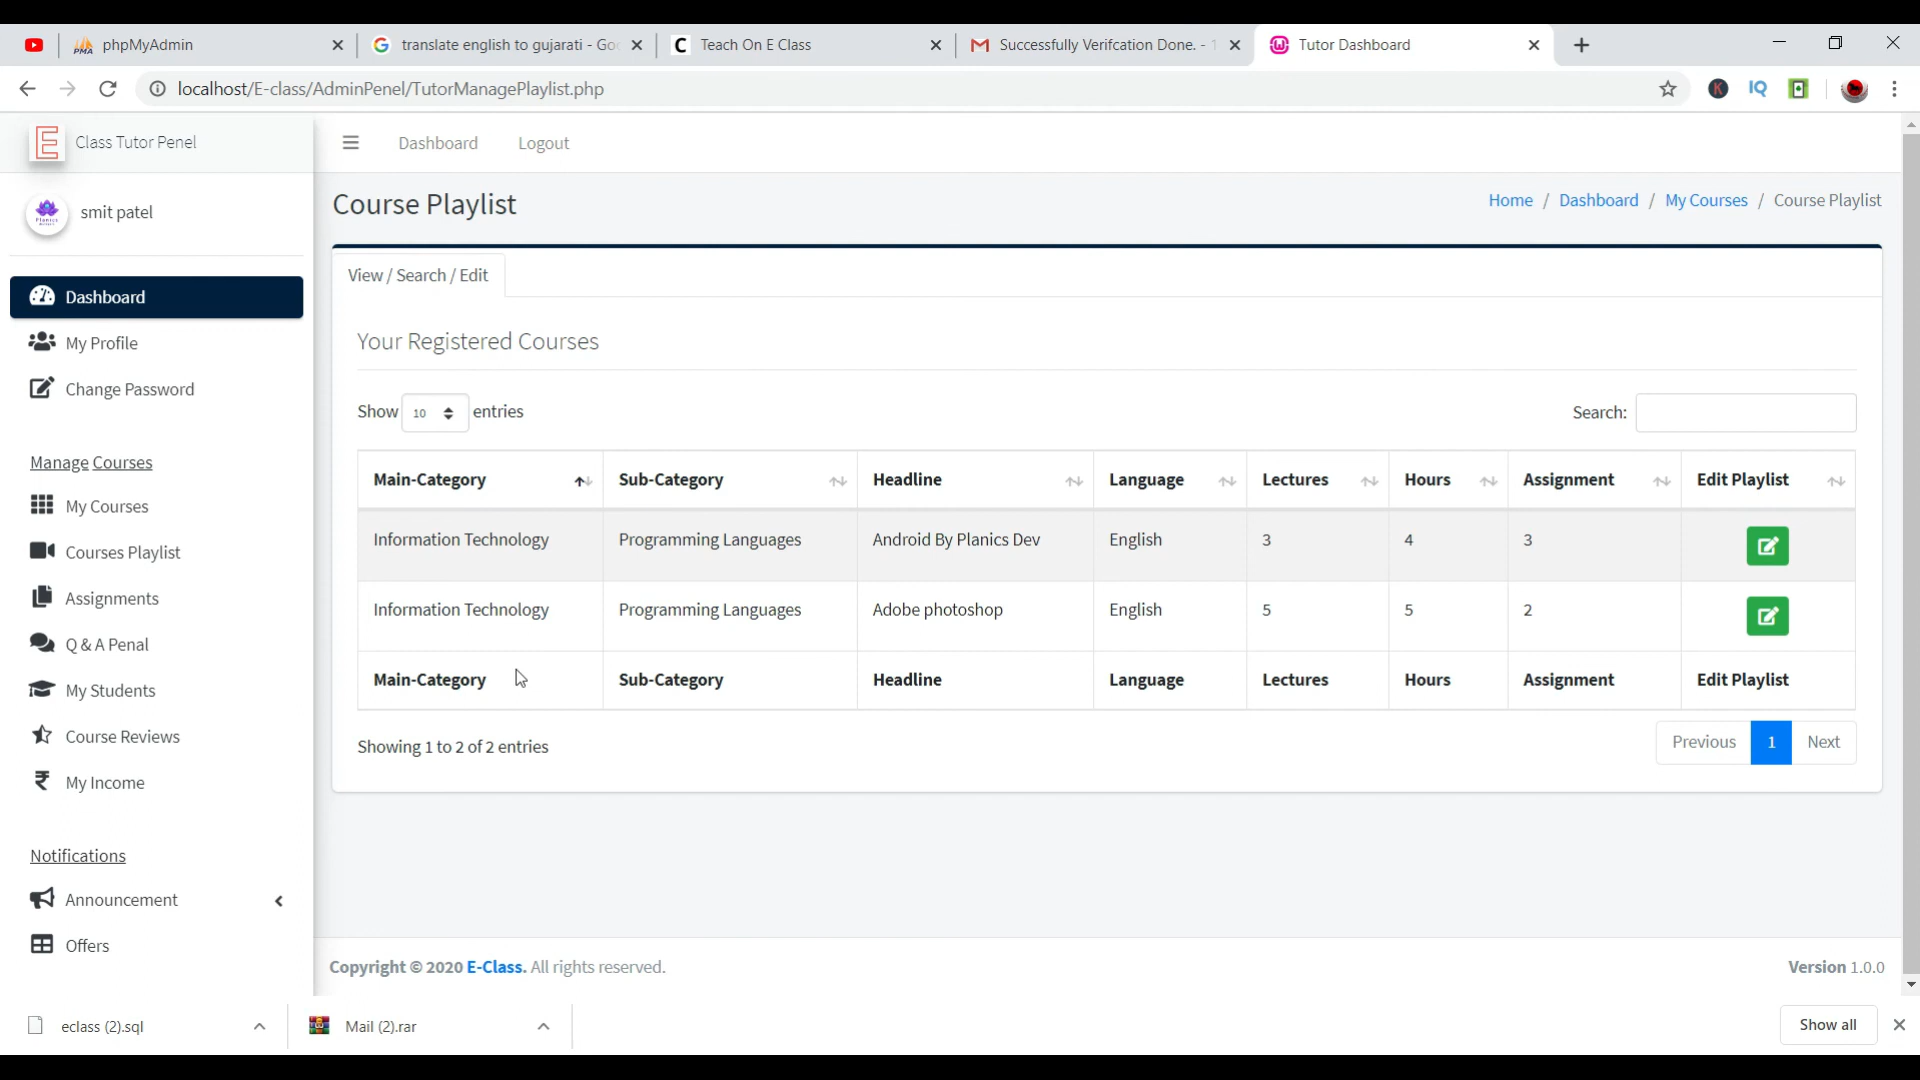 phpMyAdmin
translate english to gujarati - Goo
Teach On E Class
Successfully Verifcation Done. -
Tutor Dashboard
localhost/E-class/AdminPenel/TutorManagePlaylist.php
IQ
Class Tutor Penel
Dashboard
Logout
smit patel
Course Playlist
Home / Dashboard / My Courses / Course Playlist
Dashboard
My Profile
Change Password
Manage Courses
My Courses
Courses Playlist
Assignments
Q & A Penal
My Students
Course Reviews
My Income
Notifications
Announcement
Offers
View / Search / Edit
Your Registered Courses
Show 10 entries
Search:
Main-Category Sub-Category Headline Language Lectures Hours Assignment Edit Playlist
Information Technology Programming Languages Android By Planics Dev English 3 4 3
Information Technology Programming Languages Adobe photoshop English 5 5 2
Main-Category Sub-Category Headline Language Lectures Hours Assignment Edit Playlist
Showing 1 to 2 of 2 entries
Previous 1 Next
Copyright © 2020 E-Class. All rights reserved.
Version 1.0.0
eclass (2).sql
Mail (2).rar
Show all